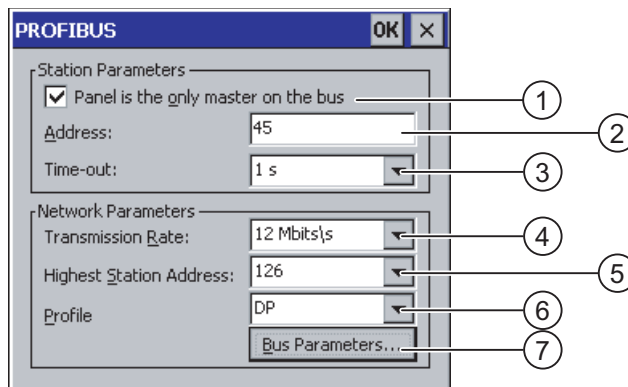 PROFIBUS OK ×
Station Parameters
Panel is the only master on the bus 1
Address: 45 2
Time-out: 1 s 3
Network Parameters
Transmission Rate: 12 Mbits\s 4
Highest Station Address: 126 5
Profile DP 6
Bus Parameters... 7